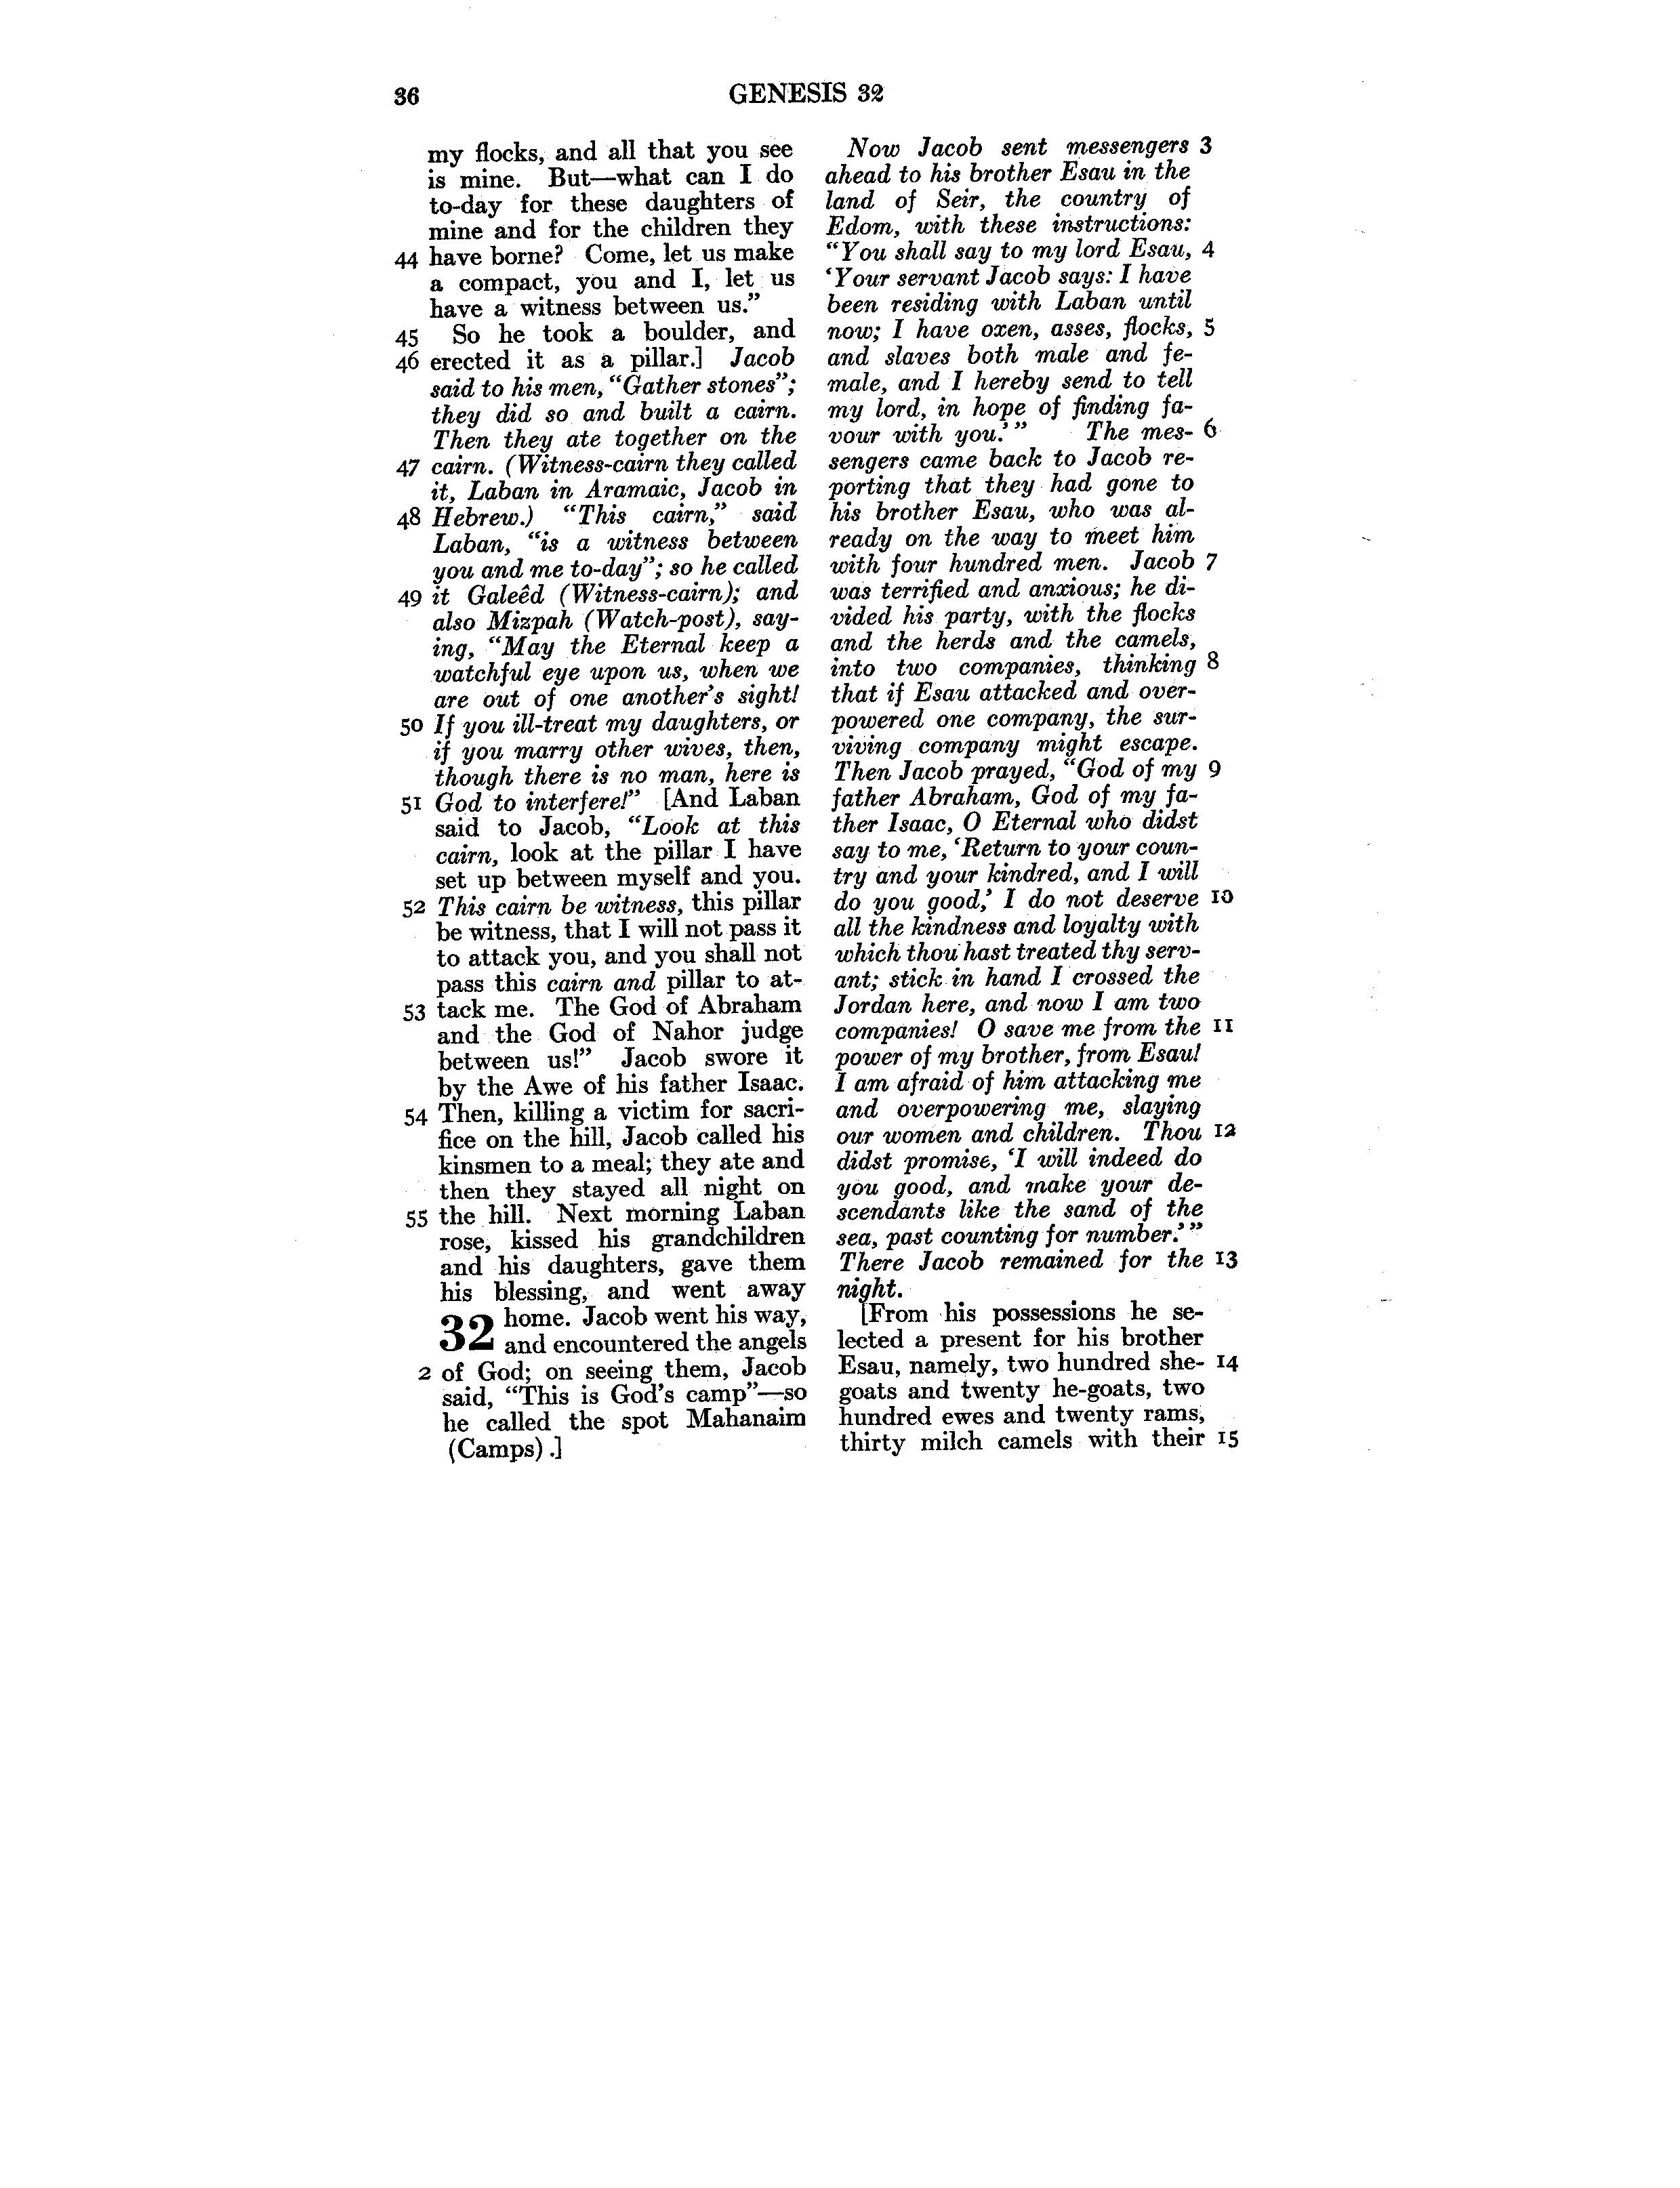 36
GENESIS 32
my flocks, and all that you see
is mine. But—what can I do
to-day for these daughters of
mine and for the children they
44 have borne? Come, let us make
a compact, you and I, let us
have a witness between us.”
45 So he took a boulder, and
46 erected it as a pillar.] Jacob
said to his men, “Gather stones”;
they did so and built a cairn.
Then they ate together on the
47 cairn. (Witness-cairn they called
it, Laban in Aramaic, Jacob in
48 Hebrew.) “This cairn,” said
Laban, “is a witness between
you and me to-day”; so he called
49 it Galeêd (Witness-cairn); and
also Mizpah (Watch-post), say-
ing, “May the Eternal keep a
watchful eye upon us, when we
are out of one another’s sight!
50 If you ill-treat my daughters, or
if you marry other wives, then,
though there is no man, here is
51 God to interfere!” [And Laban
said to Jacob, “Look at this
cairn, look at the pillar I have
set up between myself and you.
52 This cairn be witness, this pillar
be witness, that I will not pass it
to attack you, and you shall not
pass this cairn and pillar to at-
53 tack me. The God of Abraham
and the God of Nahor judge
between us!” Jacob swore it
by the Awe of his father Isaac.
54 Then, killing a victim for sacri-
fice on the hill, Jacob called his
kinsmen to a meal; they ate and
then they stayed all night on
55 the hill. Next morning Laban
rose, kissed his grandchildren
and his daughters, gave them
his blessing, and went away
32 home. Jacob went his way,
and encountered the angels
2 of God; on seeing them, Jacob
said, “This is God’s camp”—so
he called the spot Mahanaim
(Camps).]
Now Jacob sent messengers 3
ahead to his brother Esau in the
land of Seir, the country of
Edom, with these instructions:
“You shall say to my lord Esau, 4
‘Your servant Jacob says: I have
been residing with Laban until
now; I have oxen, asses, flocks, 5
and slaves both male and fe-
male, and I hereby send to tell
my lord, in hope of finding fa-
vour with you.’” The mes- 6
sengers came back to Jacob re-
porting that they had gone to
his brother Esau, who was al-
ready on the way to meet him
with four hundred men. Jacob 7
was terrified and anxious; he di-
vided his party, with the flocks
and the herds and the camels,
into two companies, thinking 8
that if Esau attacked and over-
powered one company, the sur-
viving company might escape.
Then Jacob prayed, “God of my 9
father Abraham, God of my fa-
ther Isaac, O Eternal who didst
say to me, ‘Return to your coun-
try and your kindred, and I will
do you good,’ I do not deserve 10
all the kindness and loyalty with
which thou hast treated thy serv-
ant; stick in hand I crossed the
Jordan here, and now I am two
companies! O save me from the 11
power of my brother, from Esau!
I am afraid of him attacking me
and overpowering me, slaying
our women and children. Thou 12
didst promise, ‘I will indeed do
you good, and make your de-
scendants like the sand of the
sea, past counting for number.’”
There Jacob remained for the 13
night.
[From his possessions he se-
lected a present for his brother
Esau, namely, two hundred she- 14
goats and twenty he-goats, two
hundred ewes and twenty rams,
thirty milch camels with their 15